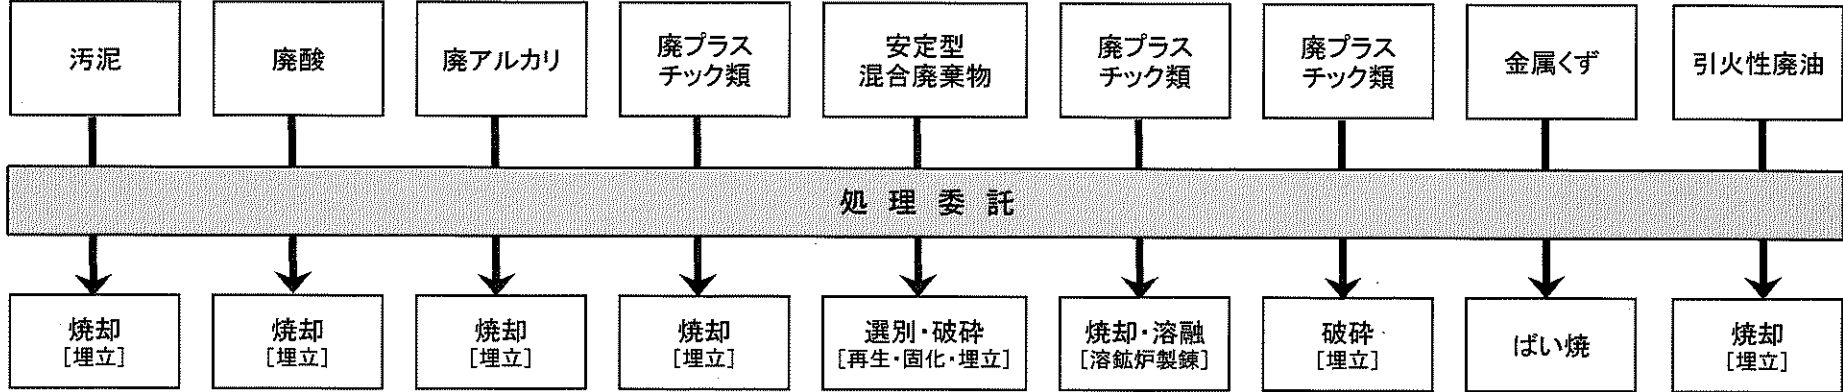 汚泥
廃酸
廃アルカリ
廃プラス
チック類
安定型
混合廃棄物
廃プラス
チック類
廃プラス
チック類
金属くず
引火性廃油
処理委託
焼却
[埋立]
焼却
[埋立]
焼却
[埋立]
焼却
[埋立]
選別・破砕
[再生・固化・埋立]
焼却・溶融
[溶鉱炉製錬]
破砕
[埋立]
ばい焼
焼却
[埋立]